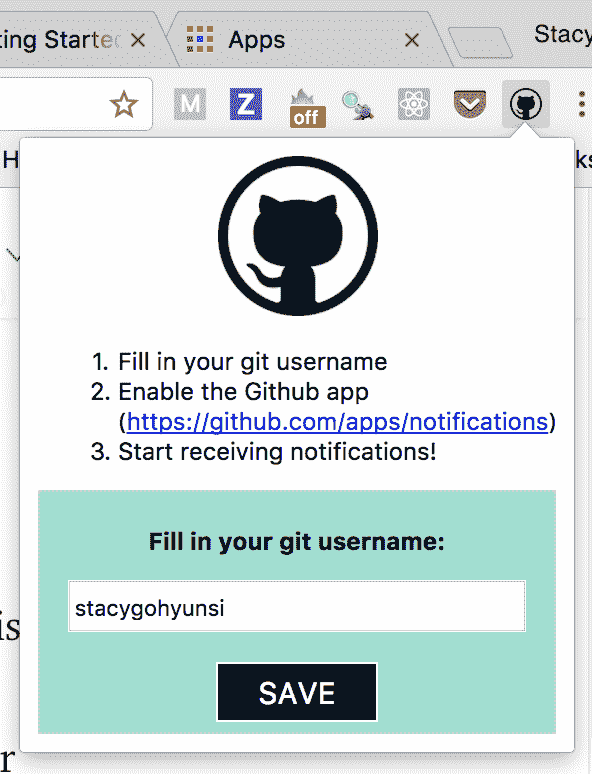 ting Started
Apps
Stacy
M
Z
off
H
ks
1. Fill in your git username
2. Enable the Github app
(https://github.com/apps/notifications)
3. Start receiving notifications!
Fill in your git username:
is
stacygohyunsi
SAVE
r